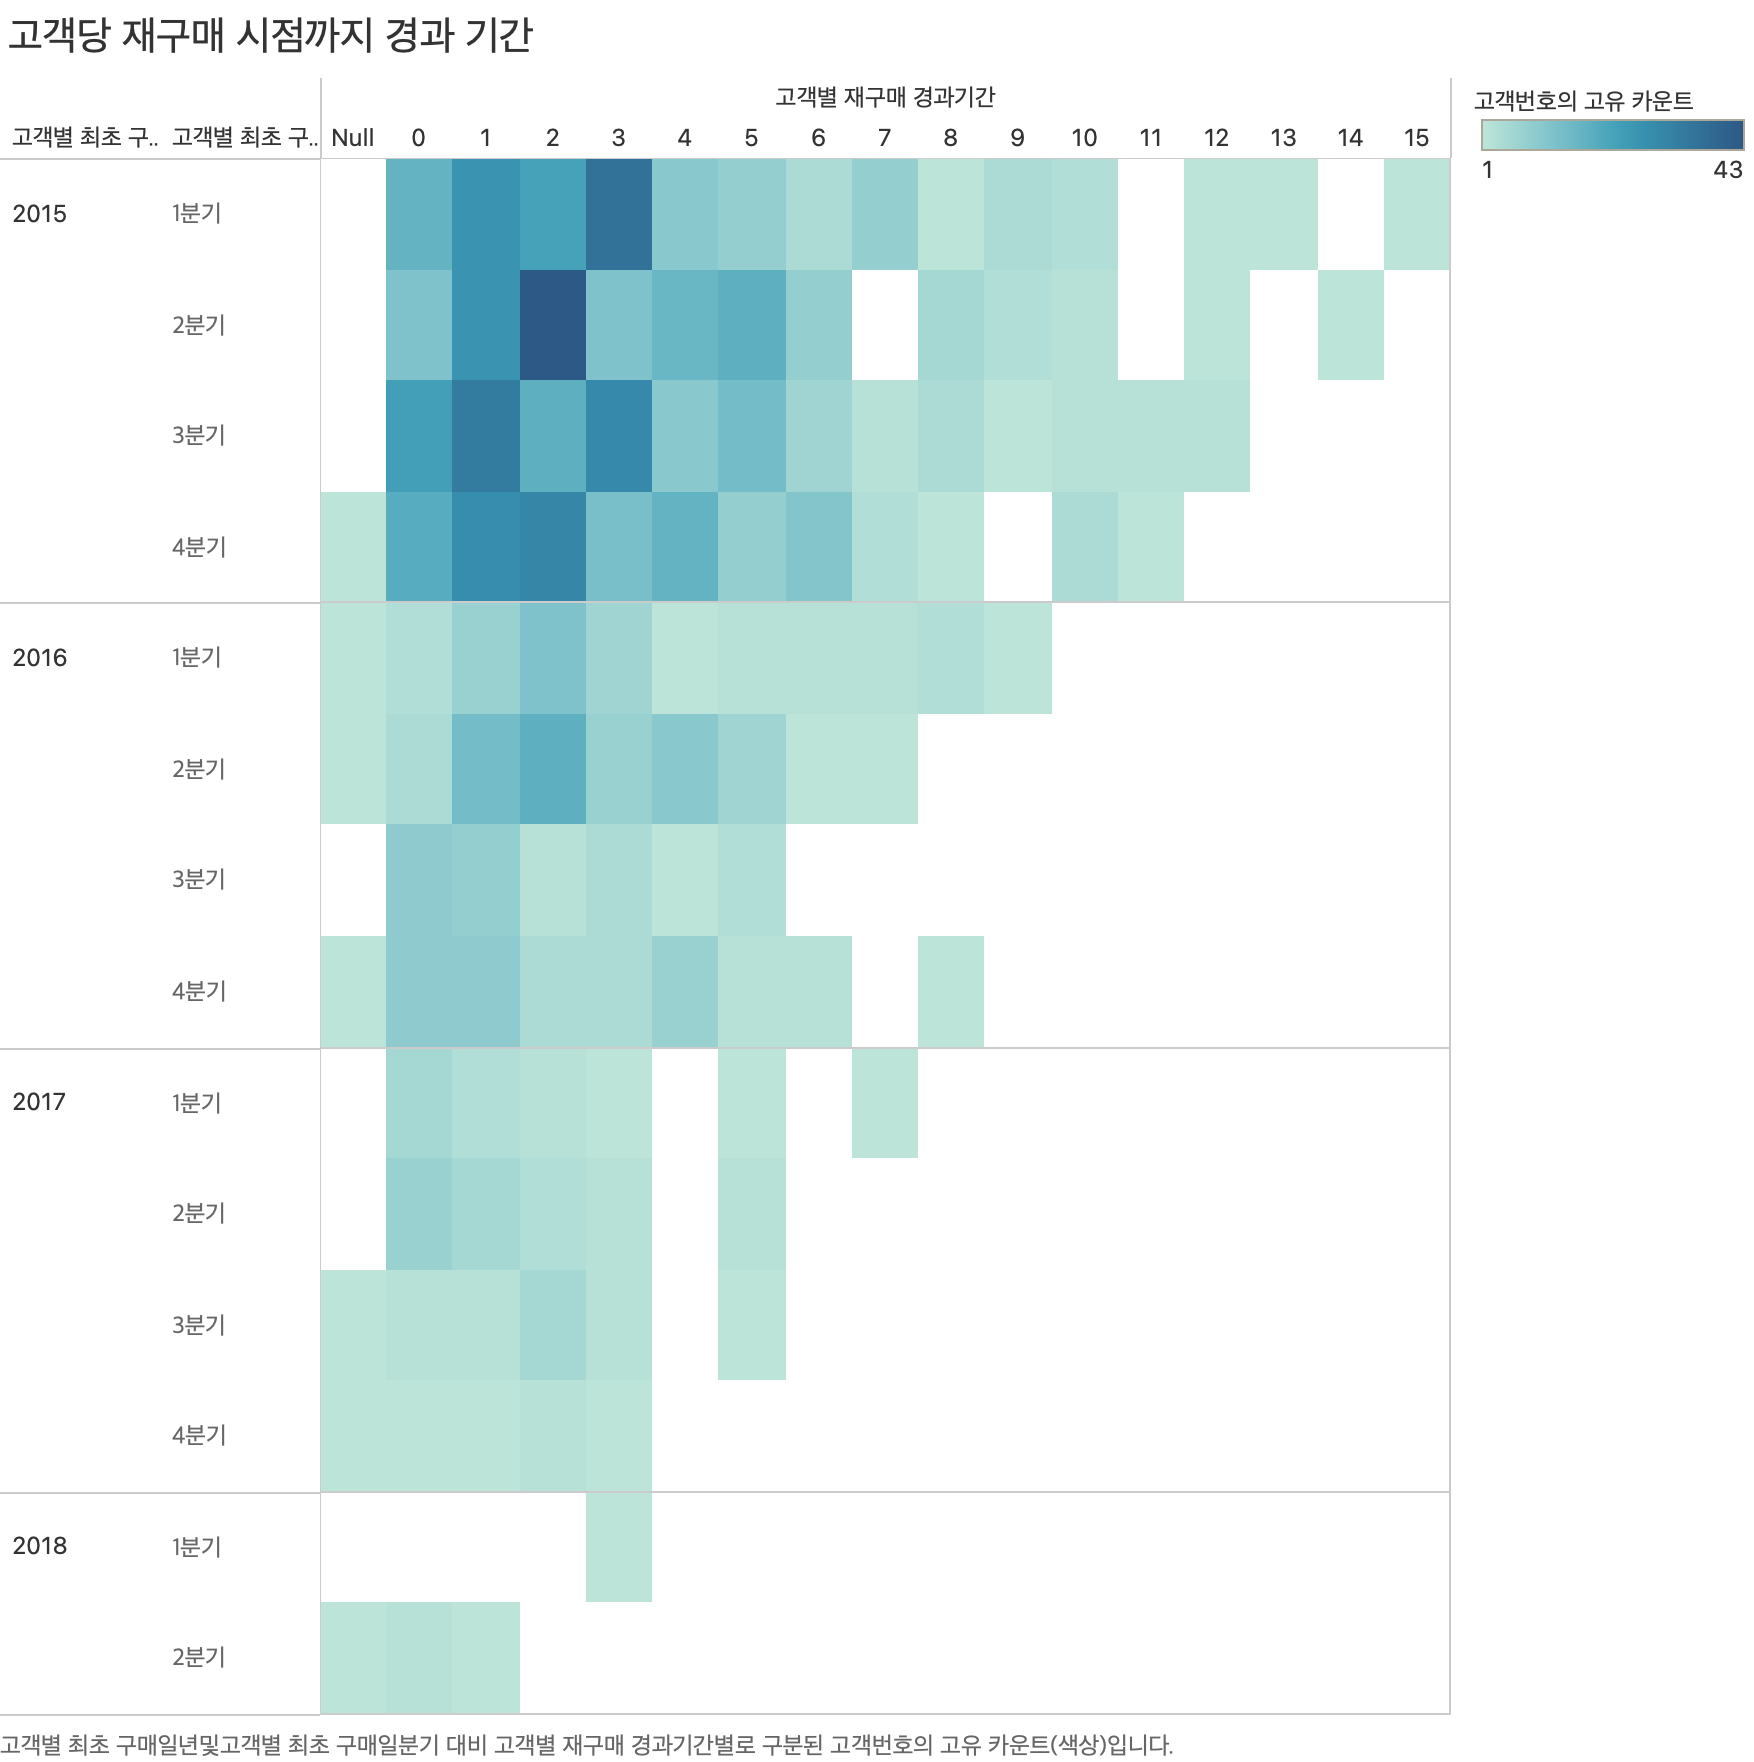 고객당 재구매 시점까지 경과 기간
고객별 재구매 경과기간
고객별 최초 구.. 고객별 최초 구.. Null 0 1 2 3 4 5 6 7 8 9 10 11 12 13 14 15
고객번호의 고유 카운트
1 43
2015 1분기
2분기
3분기
4분기
2016 1분기
2분기
3분기
4분기
2017 1분기
2분기
3분기
4분기
2018 1분기
2분기
고객별 최초 구매일년및고객별 최초 구매일분기 대비 고객별 재구매 경과기간별로 구분된 고객번호의 고유 카운트(색상)입니다.